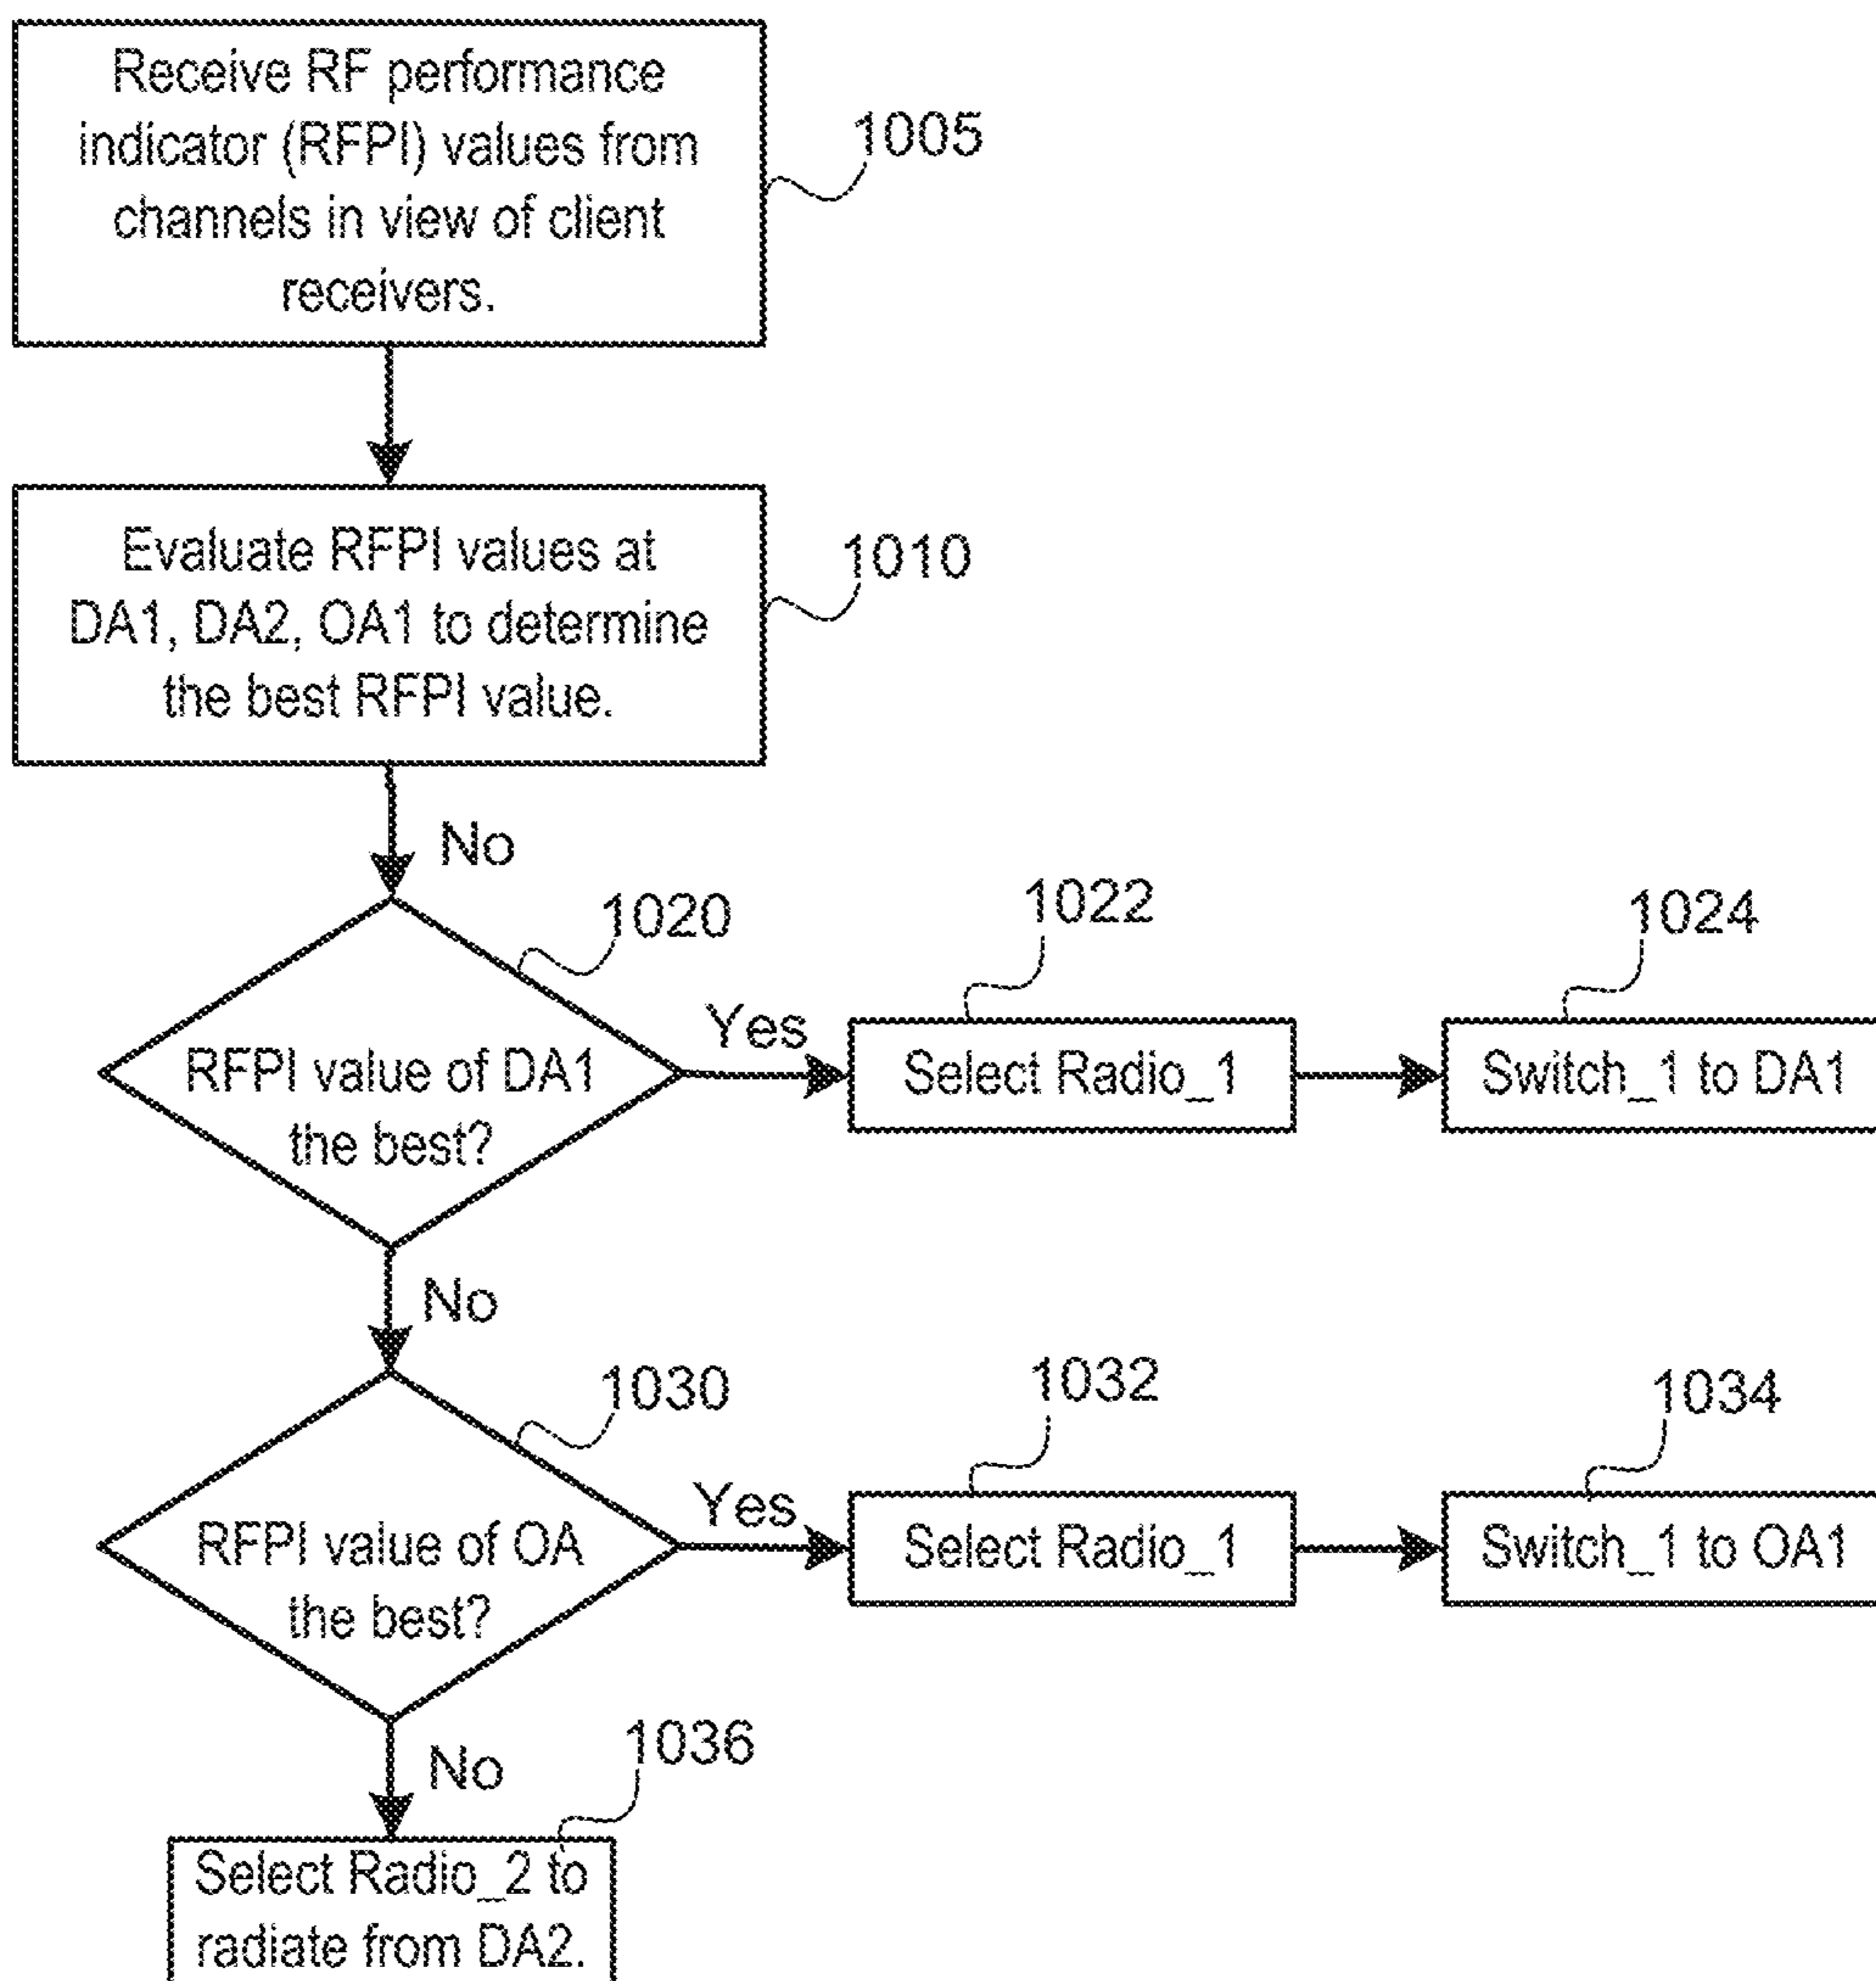 Receive RF performance
indicator (RFPI) values from
channels in view of client
receivers.
1005
Evaluate RFPI values at
DA1, DA2, OA1 to determine
the best RFPI value.
1010
No
1020
RFPI value of DA1
the best?
Yes
1022
Select Radio_1
1024
Switch_1 to DA1
No
1030
RFPI value of OA
the best?
Yes
1032
Select Radio_1
1034
Switch_1 to OA1
No
1036
Select Radio_2 to
radiate from DA2.